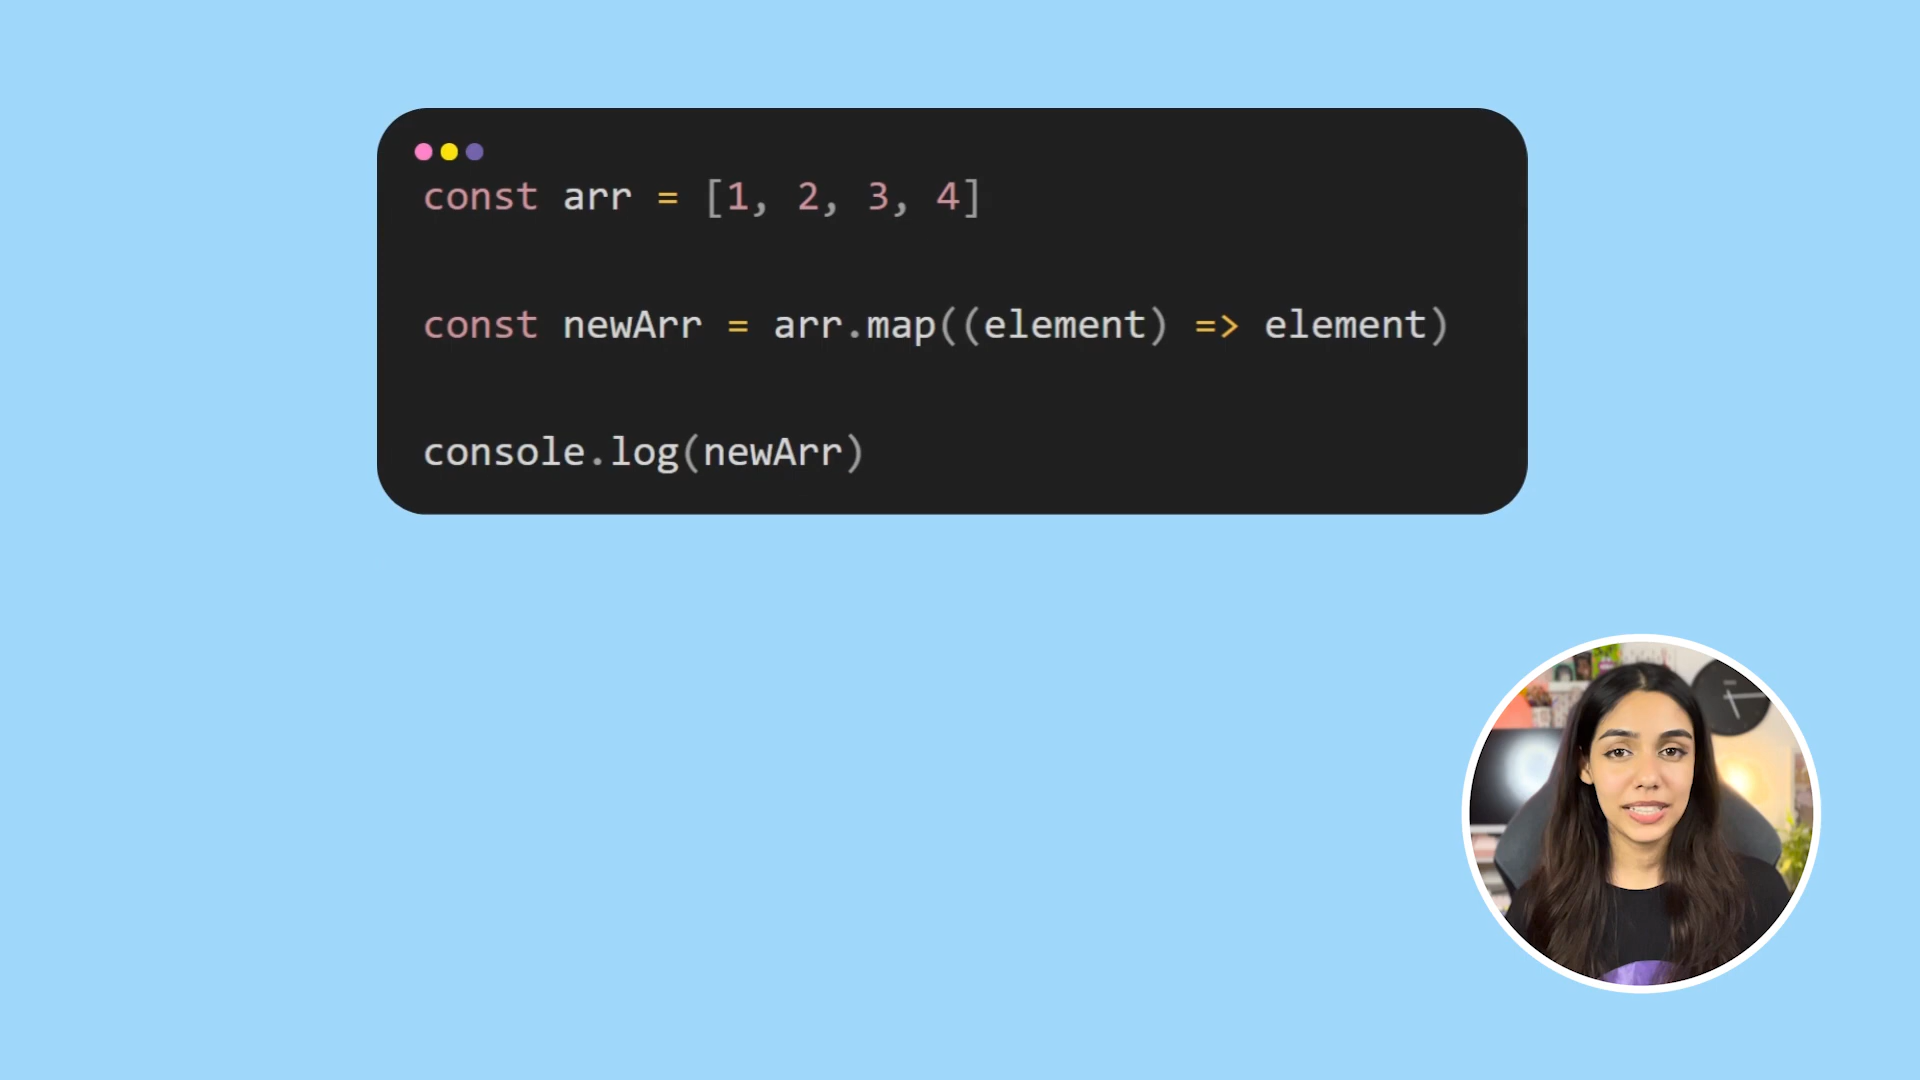 const arr = [1, 2, 3, 4]
const newArr = arr.map((element) => element)
console.log(newArr)